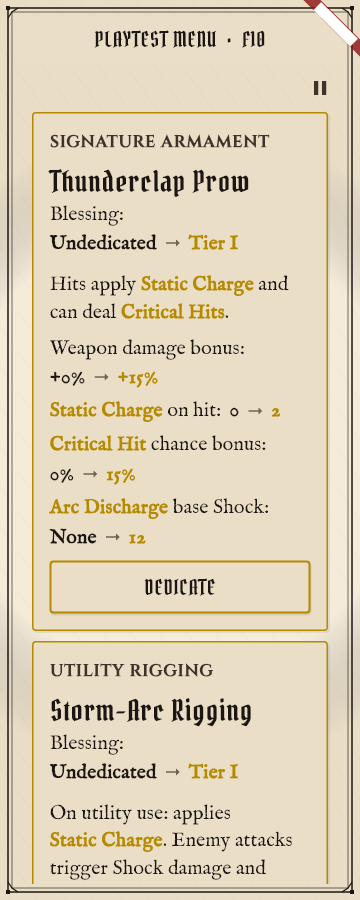 PLAYTEST MENU · F10
SIGNATURE ARMAMENT
Thunderclap Prow
Blessing:
Undedicated → Tier I
Hits apply Static Charge and
can deal Critical Hits.
Weapon damage bonus:
+0% → +15%
Static Charge on hit: 0 → 2
Critical Hit chance bonus:
0% → 15%
Arc Discharge base Shock:
None → 12
DEDICATE
UTILITY RIGGING
Storm-Arc Rigging
Blessing:
Undedicated → Tier I
On utility use: applies
Static Charge. Enemy attacks
trigger Shock damage and